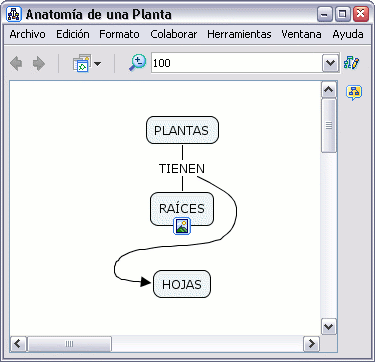 Anatomía de una Planta
Archivo Edición Formato Colaborar Herramientas Ventana Ayuda
100
PLANTAS
TIENEN
RAÍCES
HOJAS